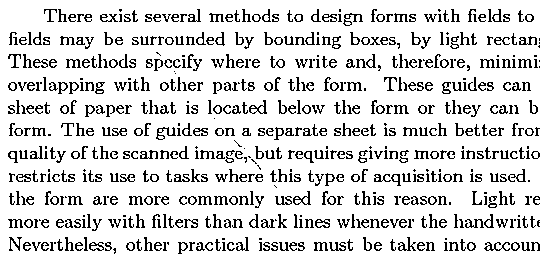 There exist several methods to design forms with fields to
fields may be surrounded by bounding boxes, by light rectan
These methods specify where to write and, therefore, minimi
overlapping with other parts of the form. These guides can
sheet of paper that is located below the form or they can b
form. The use of guides on a separate sheet is much better from
quality of the scanned image, but requires giving more instructio
restricts its use to tasks where this type of acquisition is used.
the form are more commonly used for this reason. Light re
more easily with filters than dark lines whenever the handwritte
Nevertheless, other practical issues must be taken into accoun